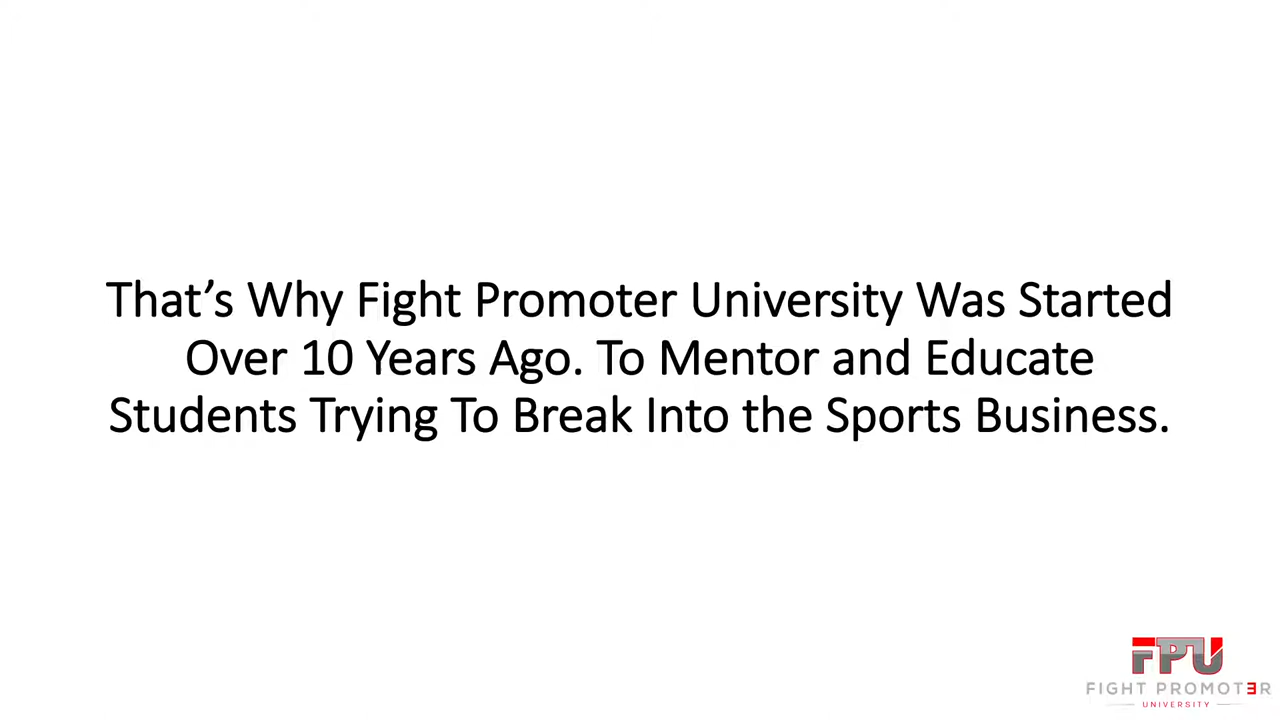 That’s Why Fight Promoter University Was Started
Over 10 Years Ago. To Mentor and Educate
Students Trying To Break Into the Sports Business.
FPU
FIGHT PROMOTER
UNIVERSITY